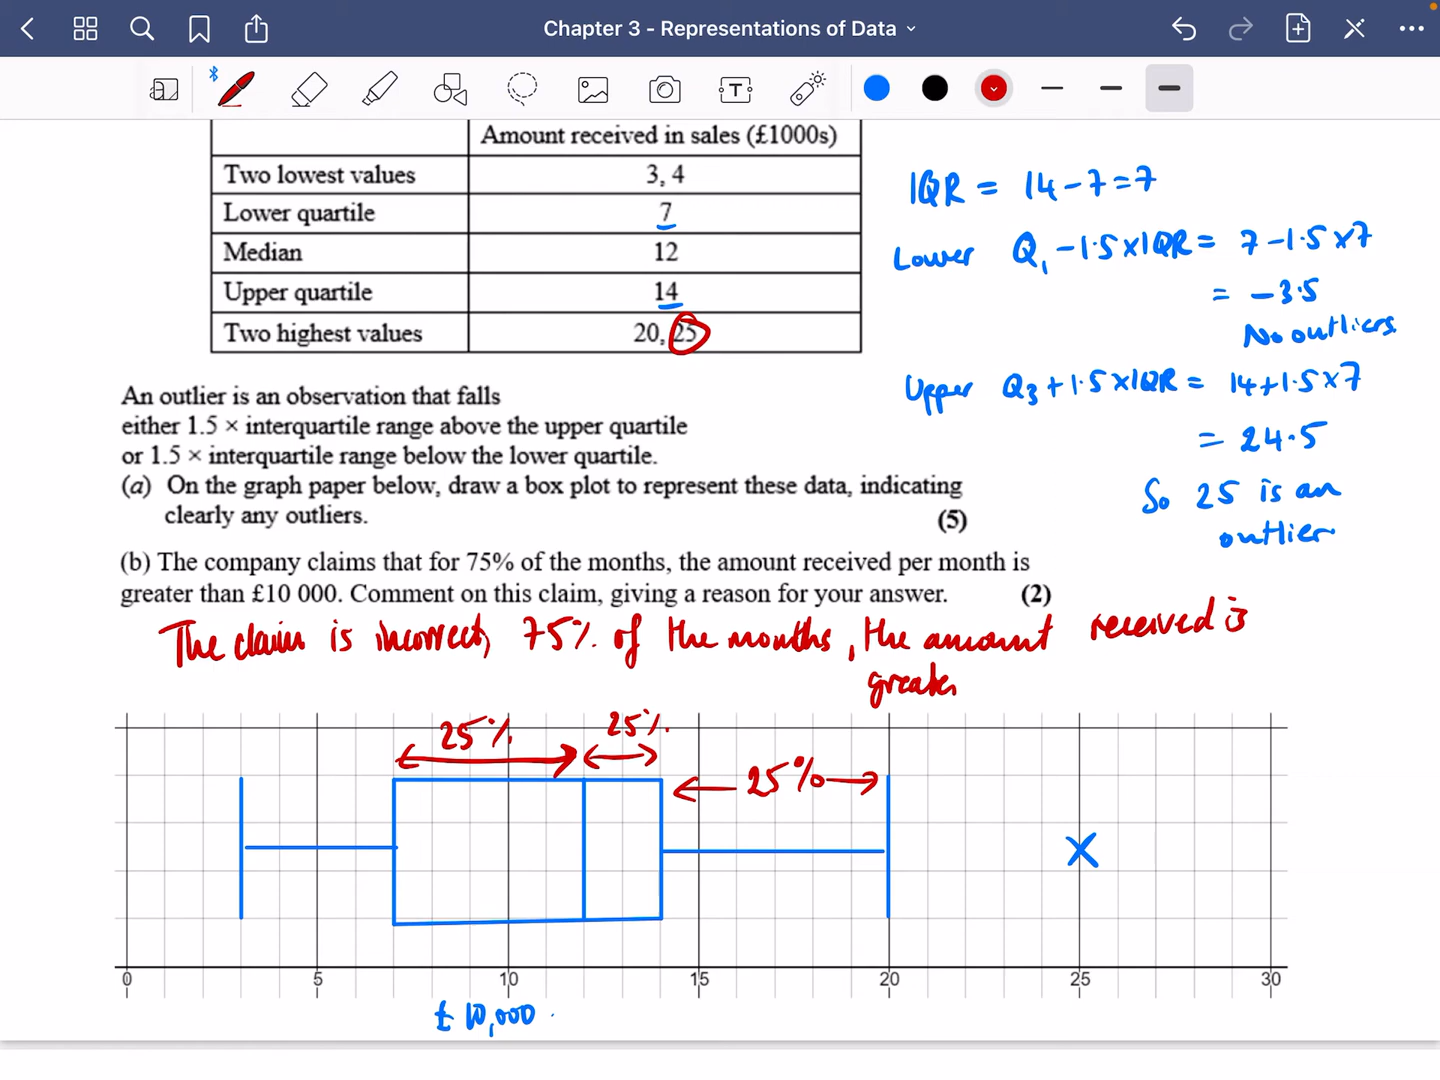 Chapter 3 - Representations of Data
T
Amount received in sales (£1000s)
Two lowest values 3, 4
Lower quartile 7
Median 12
Upper quartile 14
Two highest values 20, 25
IQR = 14 - 7 = 7
Lower Q₁ - 1.5 × IQR = 7 - 1.5 × 7
= -3.5
No outliers
Upper Q₃ + 1.5 × IQR = 14 + 1.5 × 7
= 24.5
So 25 is an
outlier
An outlier is an observation that falls
either 1.5 × interquartile range above the upper quartile
or 1.5 × interquartile range below the lower quartile.
(a) On the graph paper below, draw a box plot to represent these data, indicating
clearly any outliers. (5)
(b) The company claims that for 75% of the months, the amount received per month is
greater than £10 000. Comment on this claim, giving a reason for your answer. (2)
The claim is incorrect, 75% of the months, the amount received is
greater
25% 25%
25%
0 5 10 15 20 25 30
£10,000